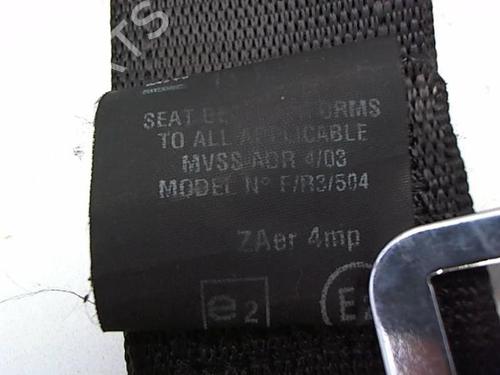 SEAT BE
ORMS
TO ALL APPLICABLE
MVSS ADR 4/03
MODEL N° F/R3/504
ZAer 4mp
e2
E